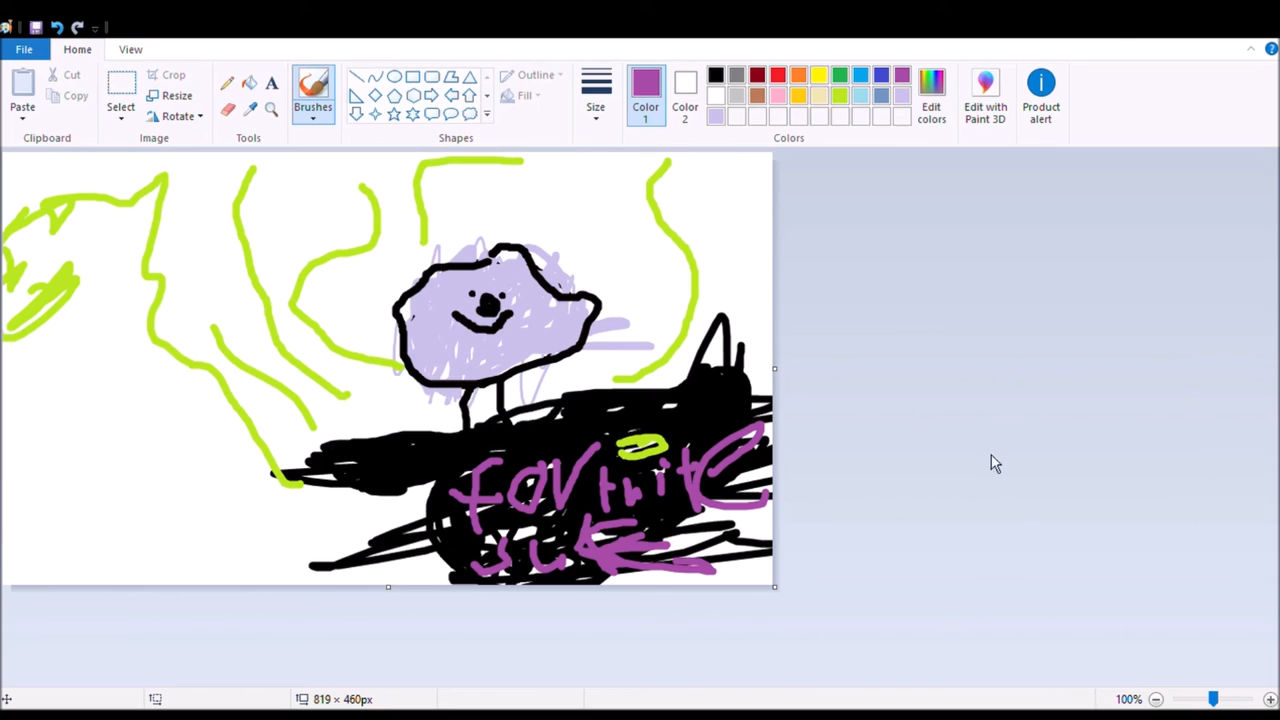 File Home View
Paste Cut Copy Clipboard
Select Crop Resize Rotate Image
Tools
Brushes
Outline Fill Shapes
Size
Color 1 Color 2 Edit colors Colors
Edit with Paint 3D
Product alert
fortnite
su
819 × 460px
100%